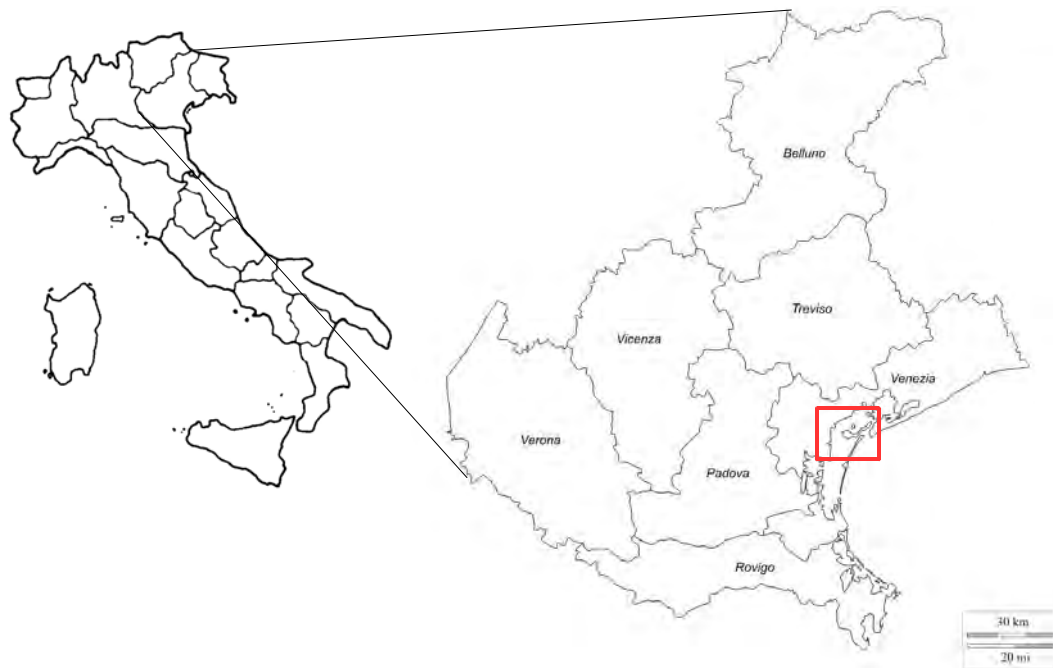 Belluno
Treviso
Vicenza
Venezia
Verona
Padova
Rovigo
30 km
20 mi